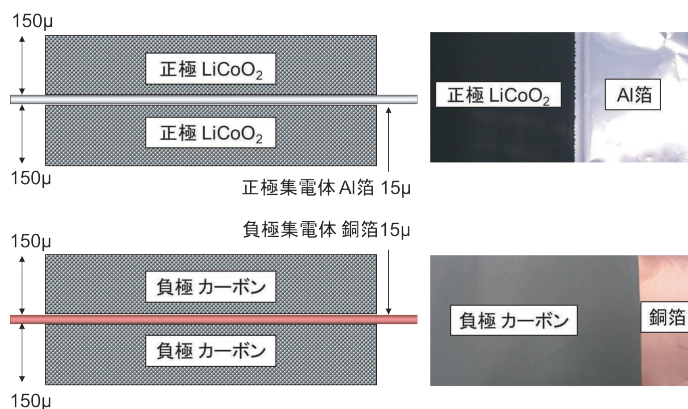 150μ
正極 LiCoO₂
正極 LiCoO₂
150μ
正極集電体 Al箔 15μ
正極 LiCoO₂
Al箔
負極集電体 銅箔15μ
150μ
負極 カーボン
負極 カーボン
150μ
負極 カーボン
銅箔